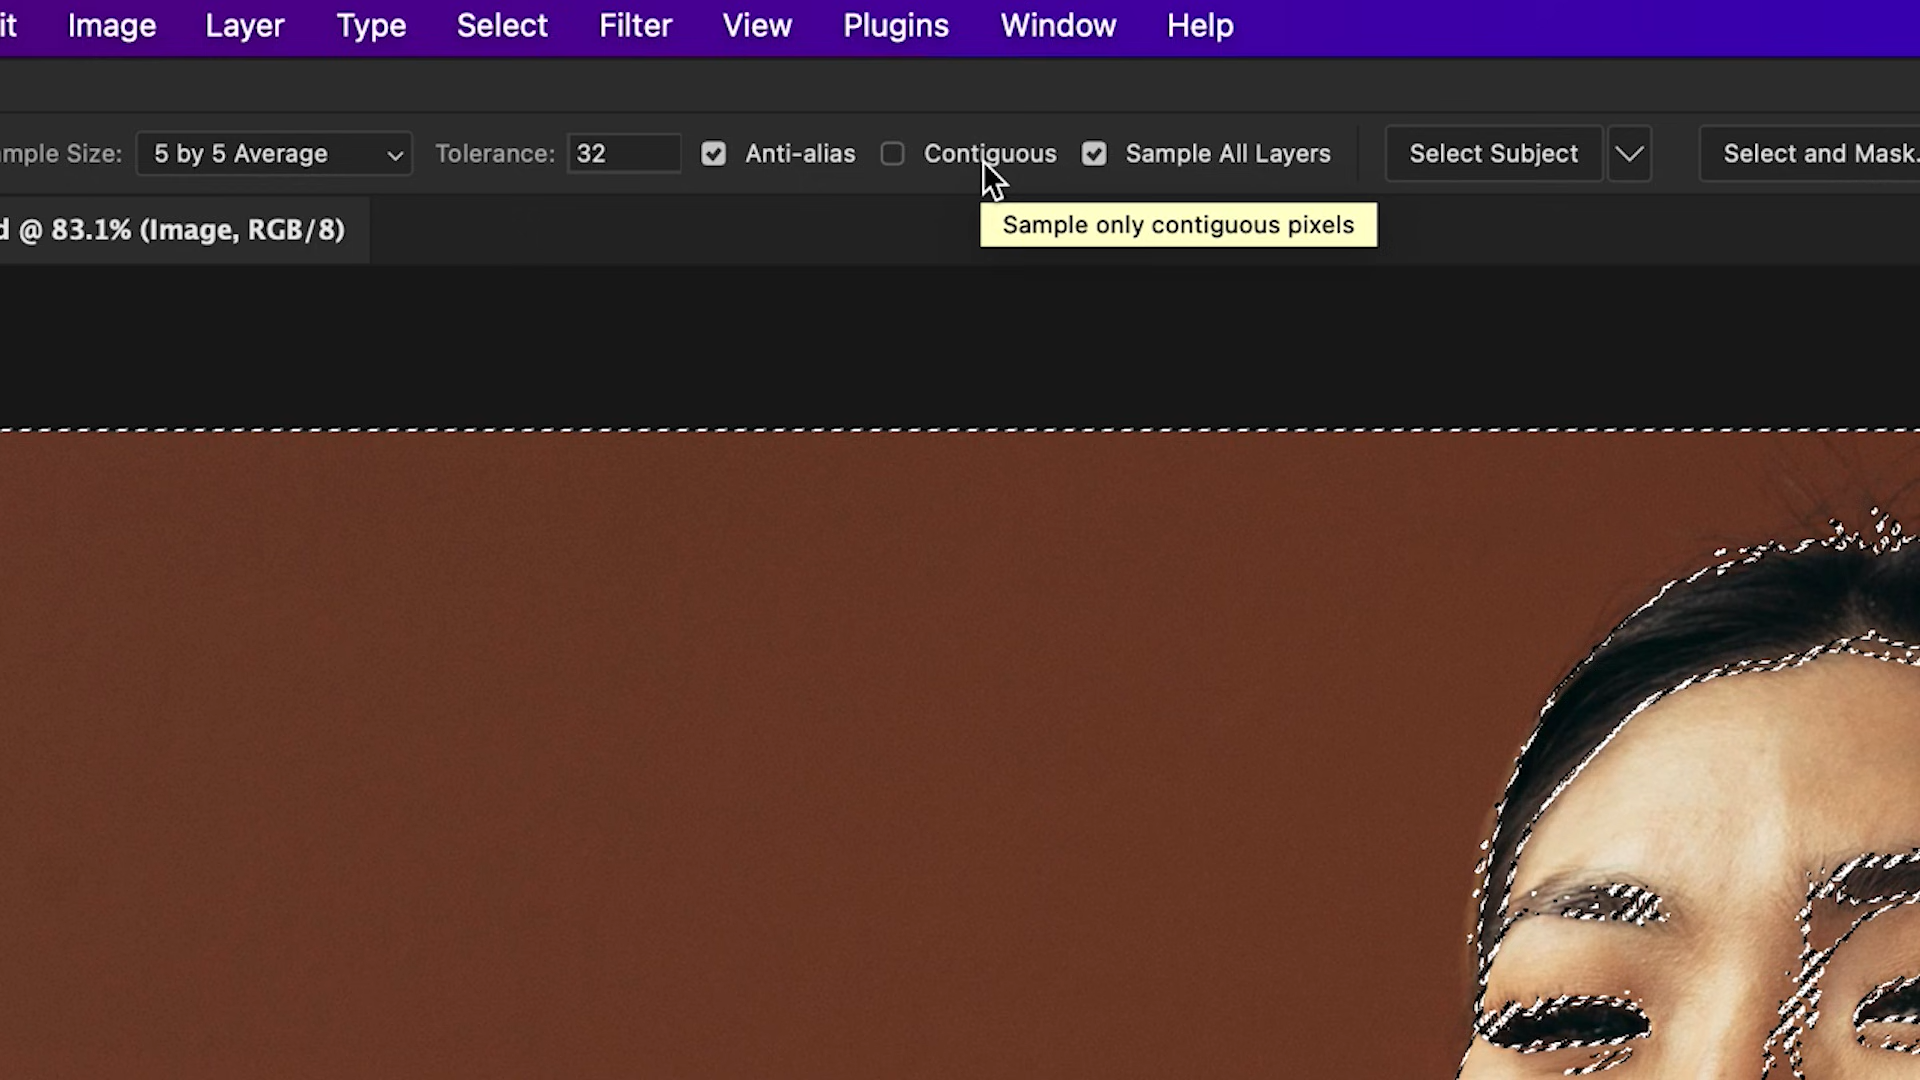 it Image Layer Type Select Filter View Plugins Window Help
mple Size: 5 by 5 Average Tolerance: 32 Anti-alias Contiguous Sample All Layers Select Subject Select and Mask.
d @ 83.1% (Image, RGB/8)
Sample only contiguous pixels